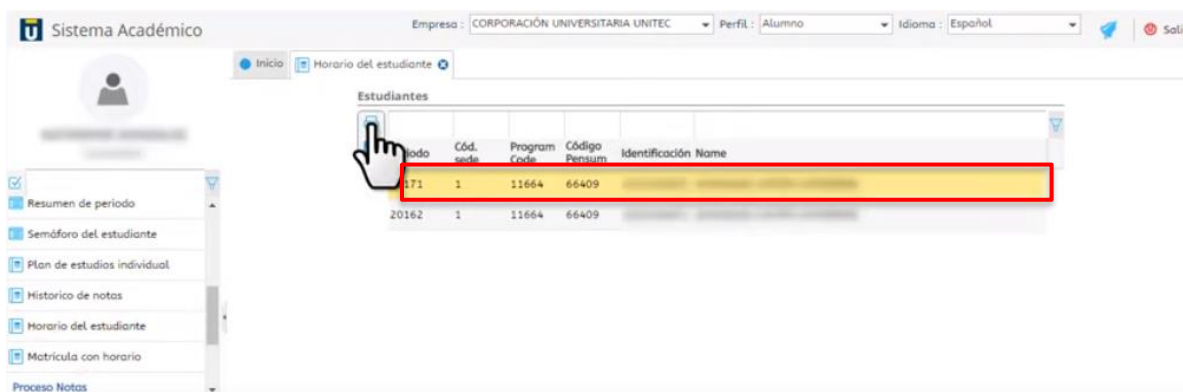 Sistema Académico
Empresa : CORPORACIÓN UNIVERSITARIA UNITEC Perfil : Alumno Idioma : Español
Inicio Horario del estudiante
Estudiantes
Cód. sede Program Code Código Pensum Identificación Name
171 1 11664 66409
20162 1 11664 66409
Resumen de periodo
Semáforo del estudiante
Plan de estudios individual
Historico de notas
Horario del estudiante
Matricula con horario
Proceso Notas